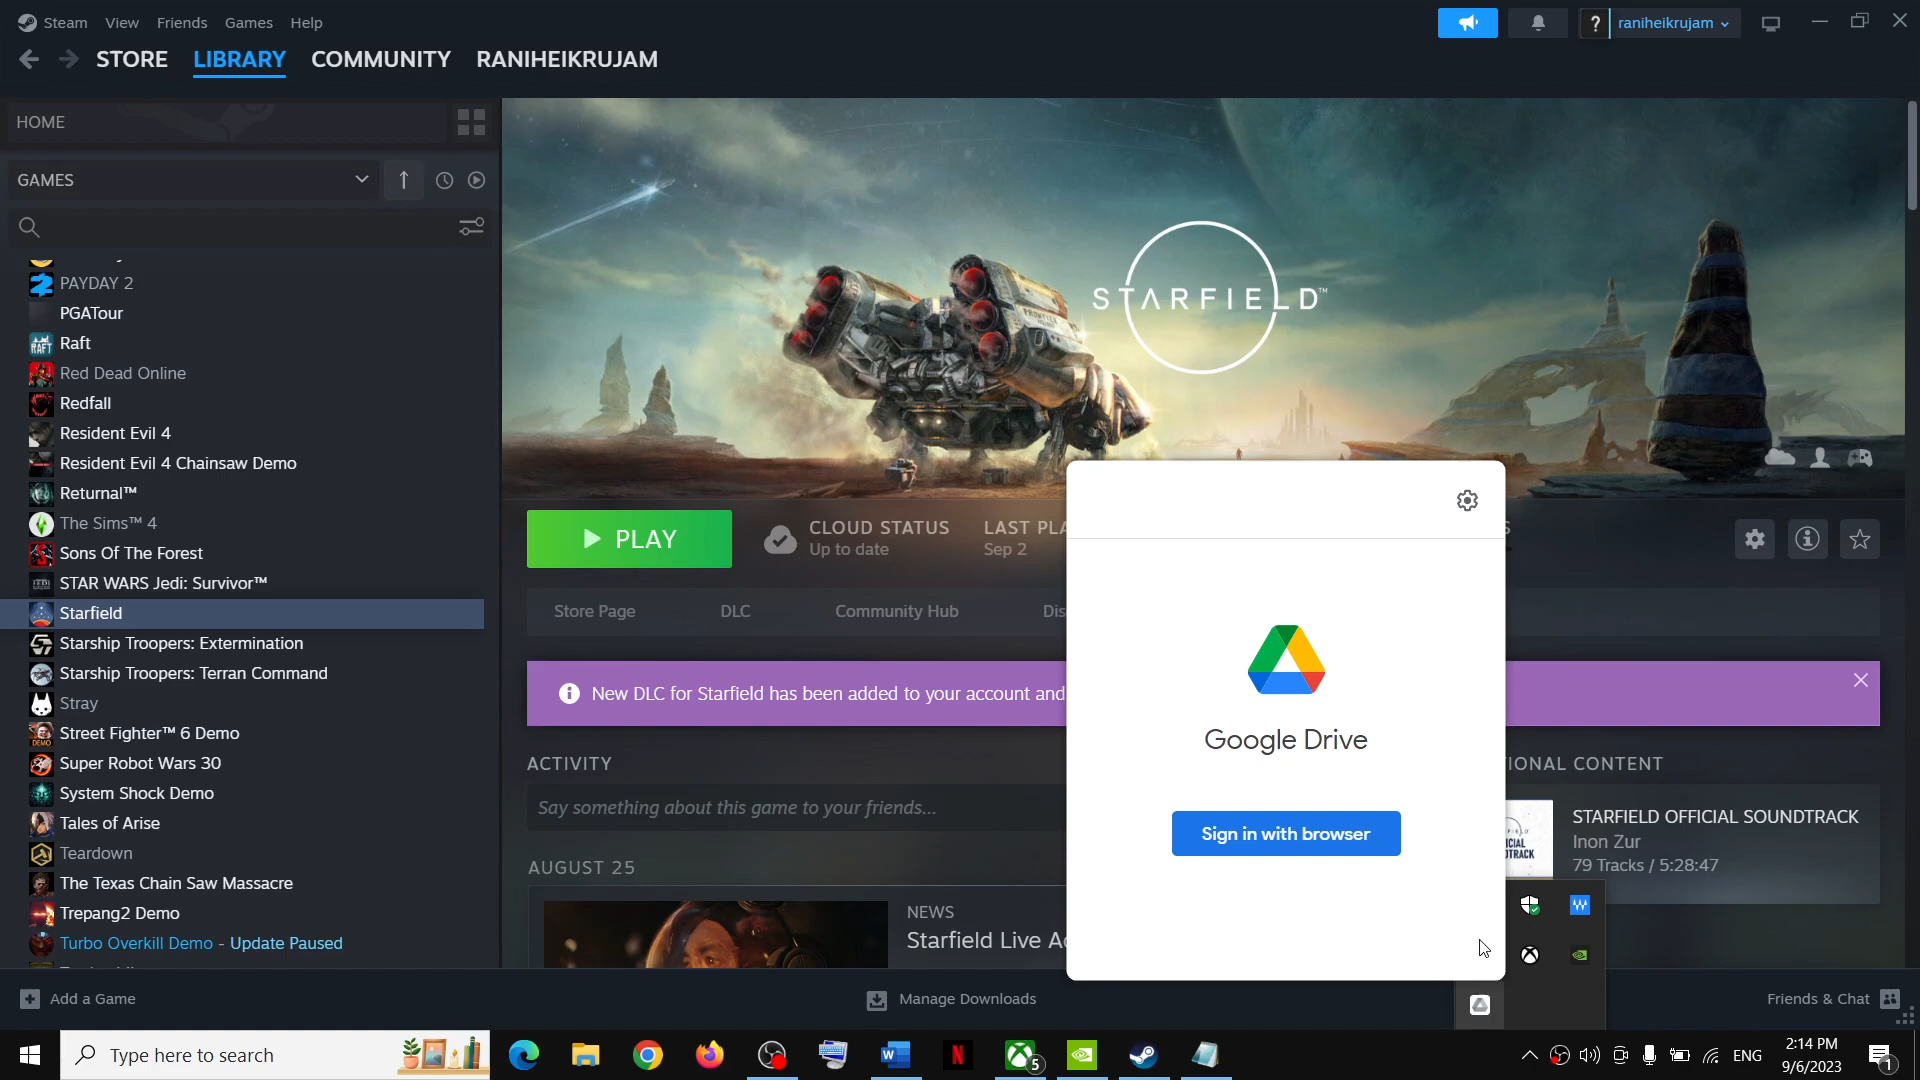 Steam View Friends Games Help
? raniheikrujam
STORE LIBRARY COMMUNITY RANIHEIKRUJAM
HOME
GAMES
PAYDAY 2
PGATour
Raft
Red Dead Online
Redfall
Resident Evil 4
Resident Evil 4 Chainsaw Demo
Returnal™
The Sims™ 4
Sons Of The Forest
STAR WARS Jedi: Survivor™
Starfield
Starship Troopers: Extermination
Starship Troopers: Terran Command
Stray
Street Fighter™ 6 Demo
Super Robot Wars 30
System Shock Demo
Tales of Arise
Teardown
The Texas Chain Saw Massacre
Trepang2 Demo
Turbo Overkill Demo - Update Paused
STARFIELD™
PLAY
CLOUD STATUS
Up to date
LAST PLA
Sep 2
Store Page DLC Community Hub Dis
New DLC for Starfield has been added to your account and
ACTIVITY
Say something about this game to your friends...
AUGUST 25
NEWS
Starfield Live Ac
Google Drive
Sign in with browser
IONAL CONTENT
STARFIELD OFFICIAL SOUNDTRACK
Inon Zur
79 Tracks / 5:28:47
Add a Game
Manage Downloads
Friends & Chat
Type here to search
5
ENG
2:14 PM
9/6/2023
1